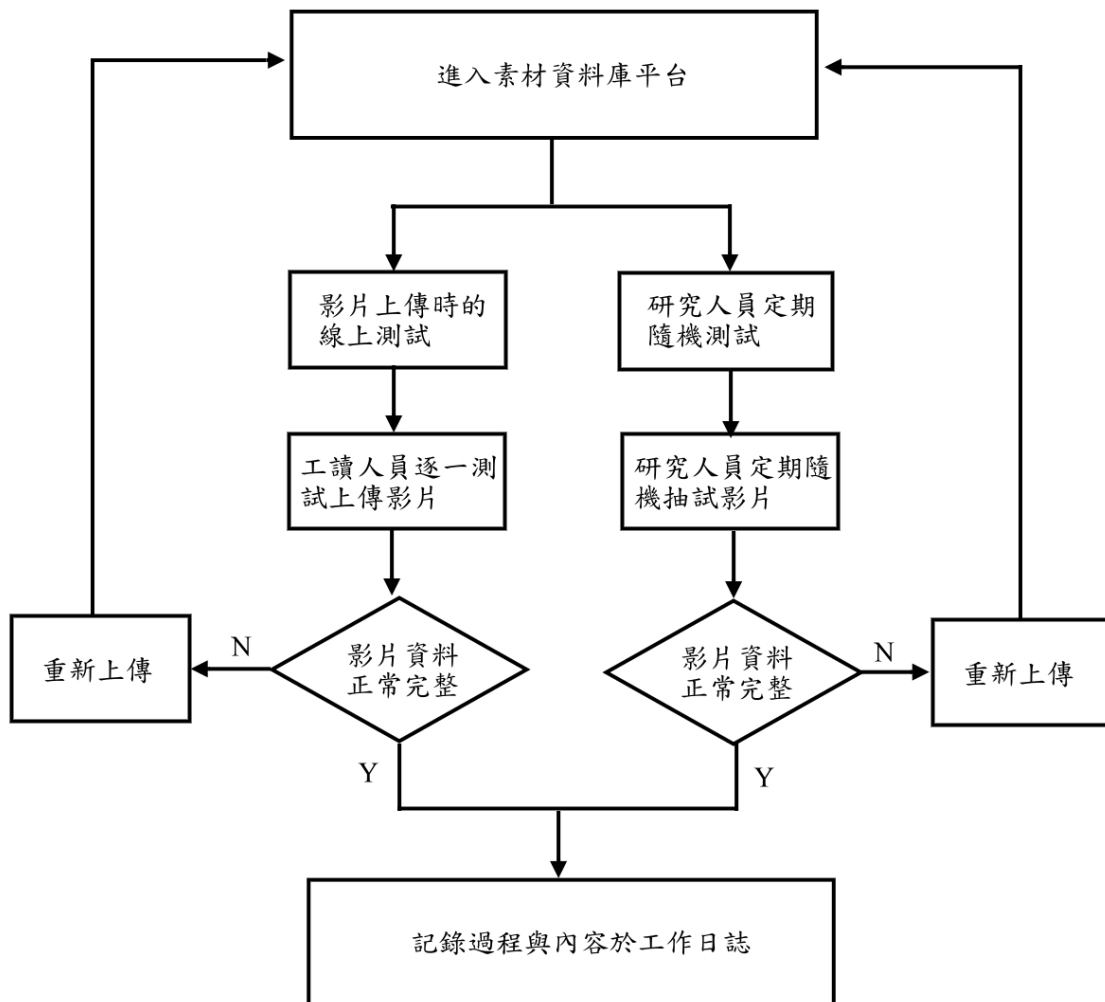 進入素材資料庫平台
影片上傳時的
線上測試
研究人員定期
隨機測試
工讀人員逐一測
試上傳影片
研究人員定期隨
機抽試影片
重新上傳
N
影片資料
正常完整
影片資料
正常完整
N
重新上傳
Y
Y
記錄過程與內容於工作日誌